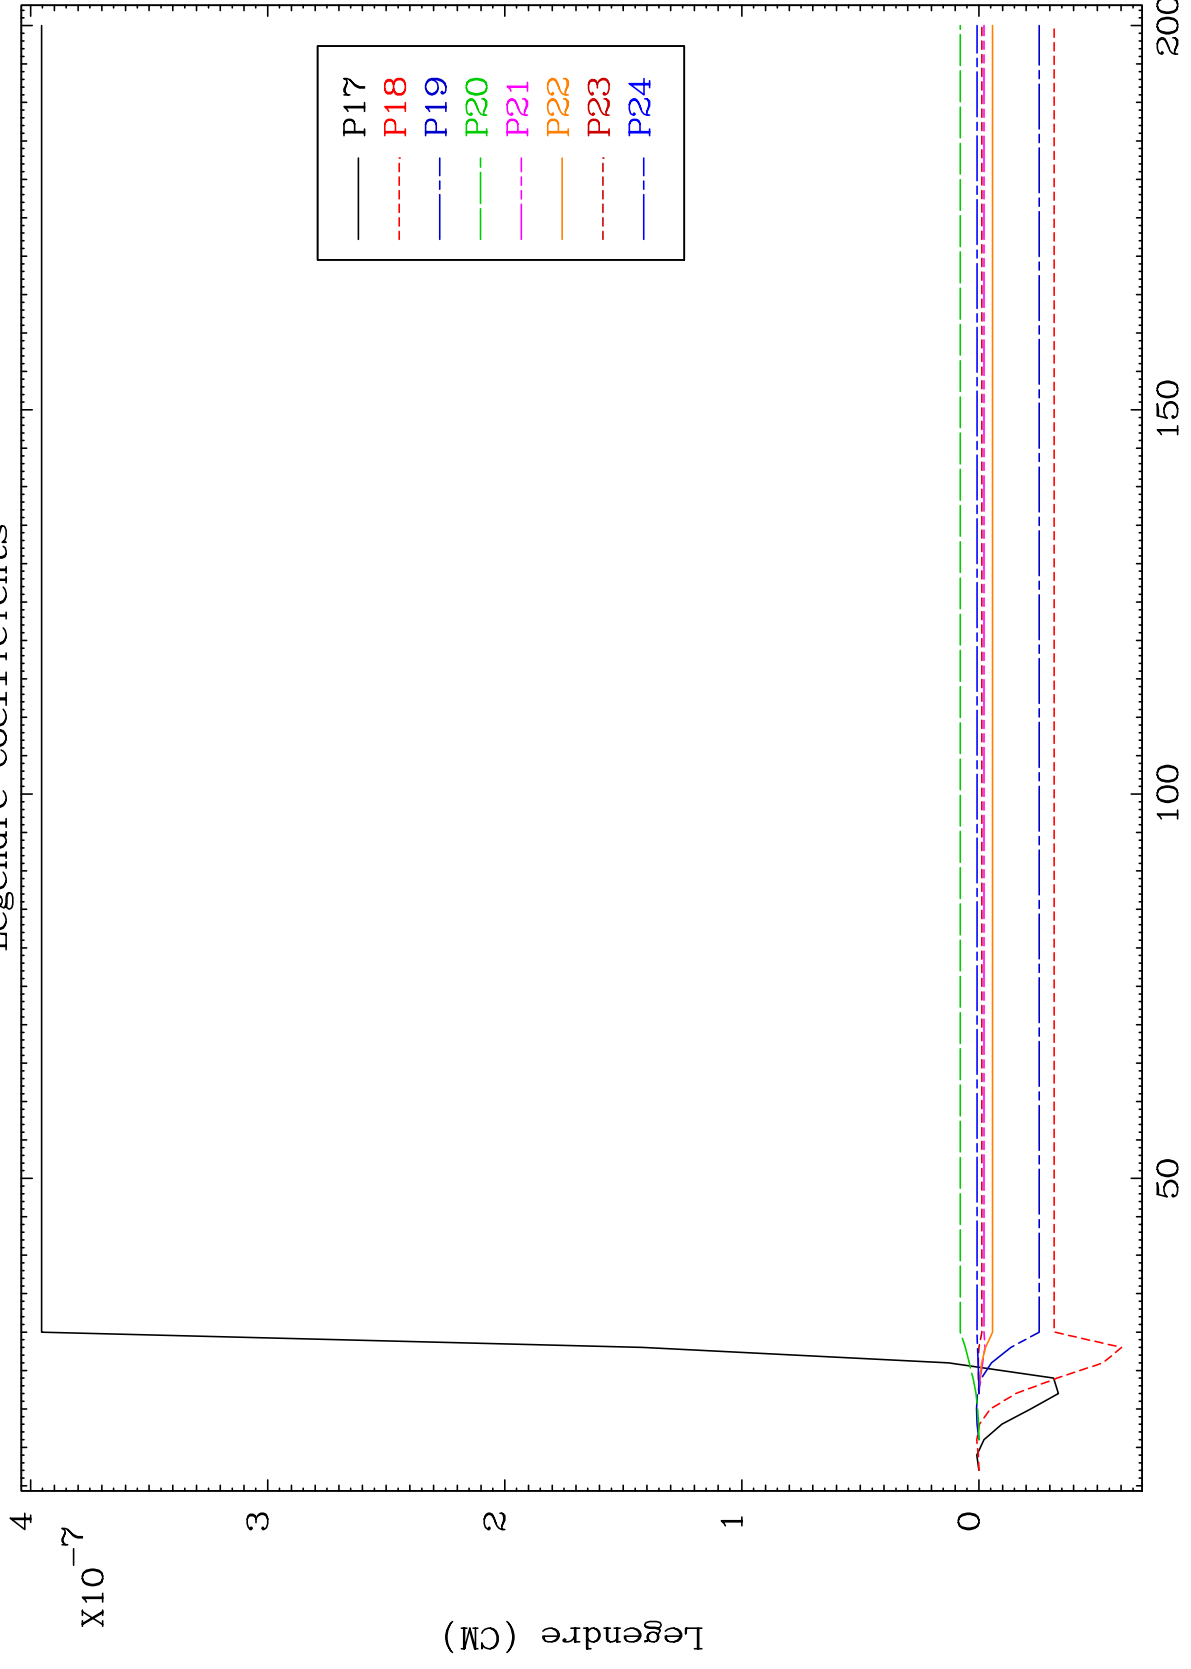 Legendre Coefficients
X10-7
4
3
2
1
0
Legendre (CM)
50
100
150
200
P17
P18
P19
P20
P21
P22
P23
P24